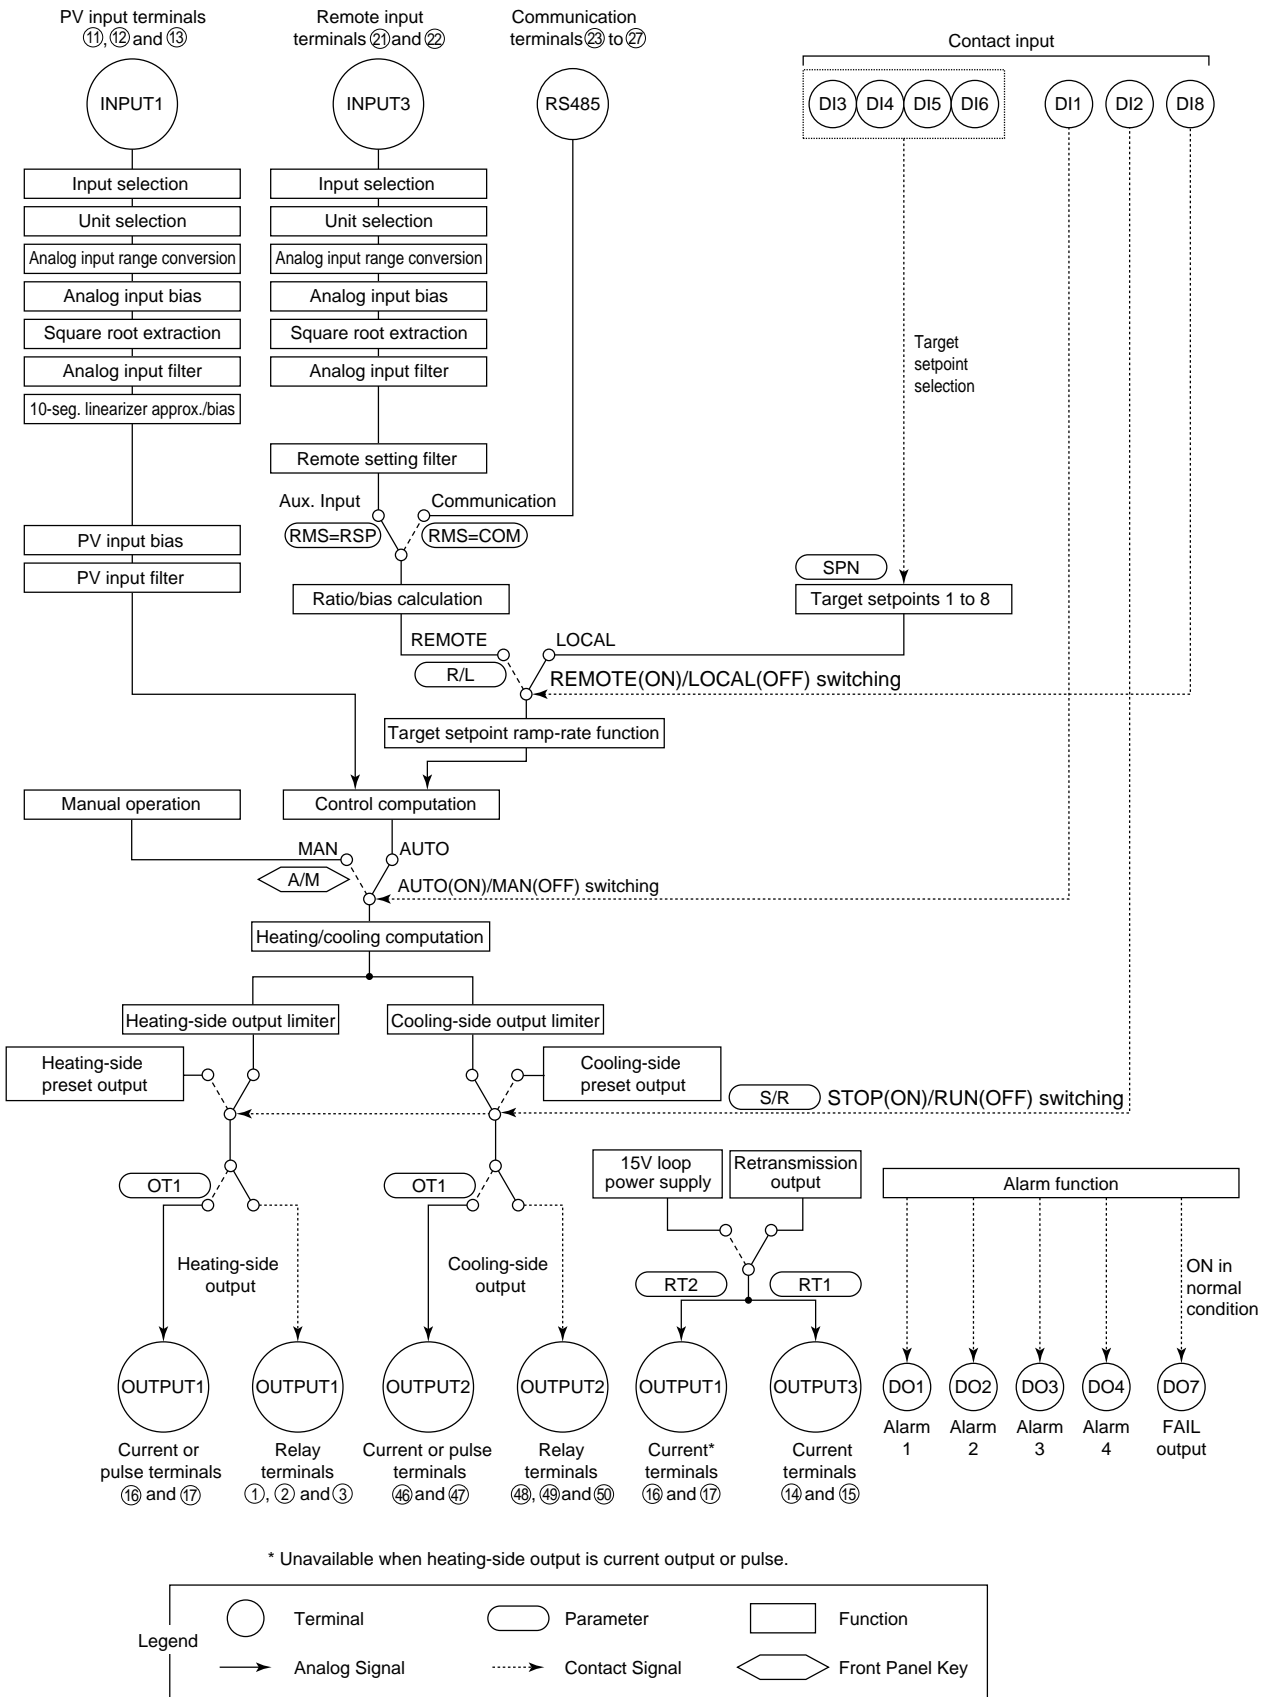 PV input terminals
⑪, ⑫ and ⑬
Remote input
terminals ㉑ and ㉒
Communication
terminals ㉓ to ㉗
Contact input
INPUT1
INPUT3
RS485
DI3
DI4
DI5
DI6
DI1
DI2
DI8
Input selection
Unit selection
Analog input range conversion
Analog input bias
Square root extraction
Analog input filter
10-seg. linearizer approx./bias
Input selection
Unit selection
Analog input range conversion
Analog input bias
Square root extraction
Analog input filter
Target
setpoint
selection
Remote setting filter
Aux. Input
Communication
RMS=RSP
RMS=COM
PV input bias
PV input filter
SPN
Ratio/bias calculation
Target setpoints 1 to 8
REMOTE
LOCAL
R/L
REMOTE(ON)/LOCAL(OFF) switching
Target setpoint ramp-rate function
Manual operation
Control computation
MAN
AUTO
A/M
AUTO(ON)/MAN(OFF) switching
Heating/cooling computation
Heating-side output limiter
Cooling-side output limiter
Heating-side
preset output
Cooling-side
preset output
S/R
STOP(ON)/RUN(OFF) switching
15V loop
power supply
Retransmission
output
Alarm function
OT1
OT1
Heating-side
output
Cooling-side
output
RT2
RT1
ON in
normal
condition
OUTPUT1
OUTPUT1
OUTPUT2
OUTPUT2
OUTPUT1
OUTPUT3
DO1
DO2
DO3
DO4
DO7
Current or
pulse terminals
⑯ and ⑰
Relay
terminals
①, ② and ③
Current or pulse
terminals
㊻ and ㊼
Relay
terminals
㊽, ㊾ and ㊿
Current*
terminals
⑯ and ⑰
Current
terminals
⑭ and ⑮
Alarm
1
Alarm
2
Alarm
3
Alarm
4
FAIL
output
* Unavailable when heating-side output is current output or pulse.
Legend
Terminal
Parameter
Function
Analog Signal
Contact Signal
Front Panel Key